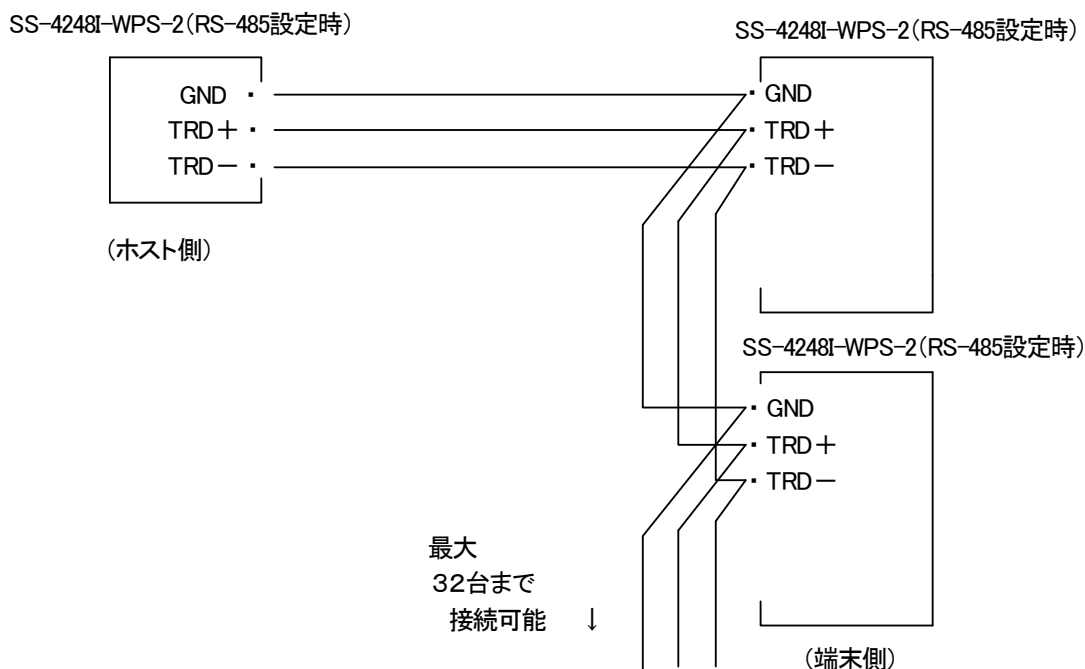 SS-4248I-WPS-2(RS-485設定時)
GND
TRD＋
TRD－
(ホスト側)
SS-4248I-WPS-2(RS-485設定時)
GND
TRD＋
TRD－
SS-4248I-WPS-2(RS-485設定時)
GND
TRD＋
TRD－
最大
３２台まで
接続可能 ↓
(端末側)